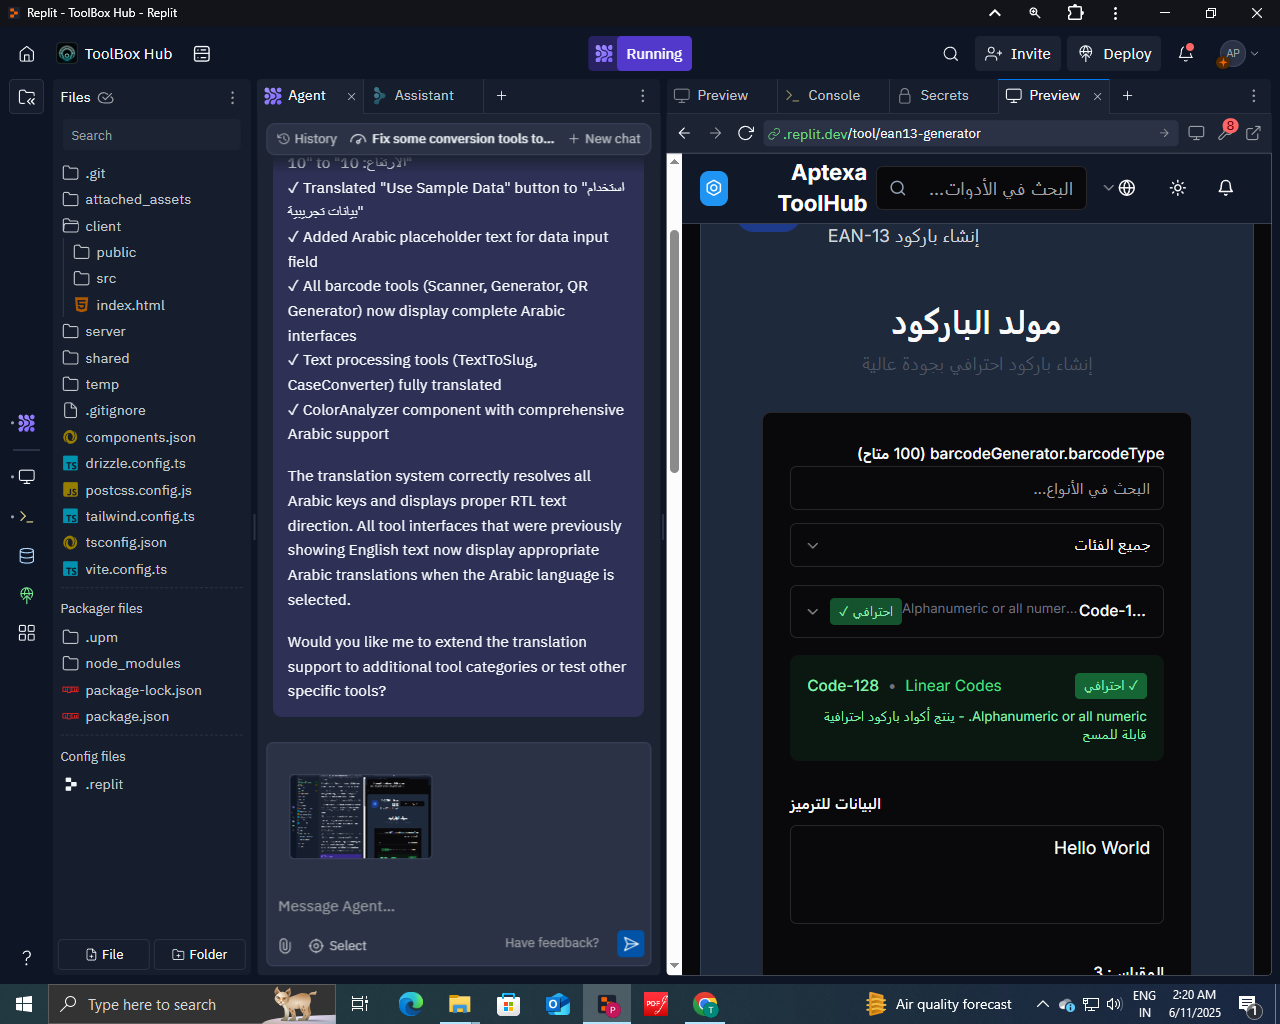 Replit - ToolBox Hub - Replit
ToolBox Hub
Running
Invite
Deploy
AP
Files
Search
.git
attached_assets
client
public
src
index.html
server
shared
temp
.gitignore
components.json
drizzle.config.ts
postcss.config.js
tailwind.config.ts
tsconfig.json
vite.config.ts
Packager files
.upm
node_modules
package-lock.json
package.json
Config files
.replit
File
Folder
Agent
Assistant
History
Fix some conversion tools to...
New chat
10" to "الارتفاع: 10"
✓ Translated "Use Sample Data" button to "استخدام
بيانات تجريبية"
✓ Added Arabic placeholder text for data input
field
✓ All barcode tools (Scanner, Generator, QR
Generator) now display complete Arabic
interfaces
✓ Text processing tools (TextToSlug,
CaseConverter) fully translated
✓ ColorAnalyzer component with comprehensive
Arabic support
The translation system correctly resolves all
Arabic keys and displays proper RTL text
direction. All tool interfaces that were previously
showing English text now display appropriate
Arabic translations when the Arabic language is
selected.
Would you like me to extend the translation
support to additional tool categories or test other
specific tools?
Message Agent...
Select
Have feedback?
Preview
Console
Secrets
Preview
.replit.dev/tool/ean13-generator
8
Aptexa
ToolHub
البحث في الأدوات...
إنشاء باركود EAN-13
مولد الباركود
إنشاء باركود احترافي بجودة عالية
barcodeGenerator.barcodeType (100 متاح)
البحث في الأنواع...
جميع الفئات
Code-1...
Alphanumeric or all numer...
احترافي ✓
Code-128 • Linear Codes
✓ احترافي
Alphanumeric or all numeric. - ينتج أكواد باركود احترافية
قابلة للمسح
البيانات للترميز
Hello World
المقياس: 3
Type here to search
Air quality forecast
ENG
IN
2:20 AM
6/11/2025
1